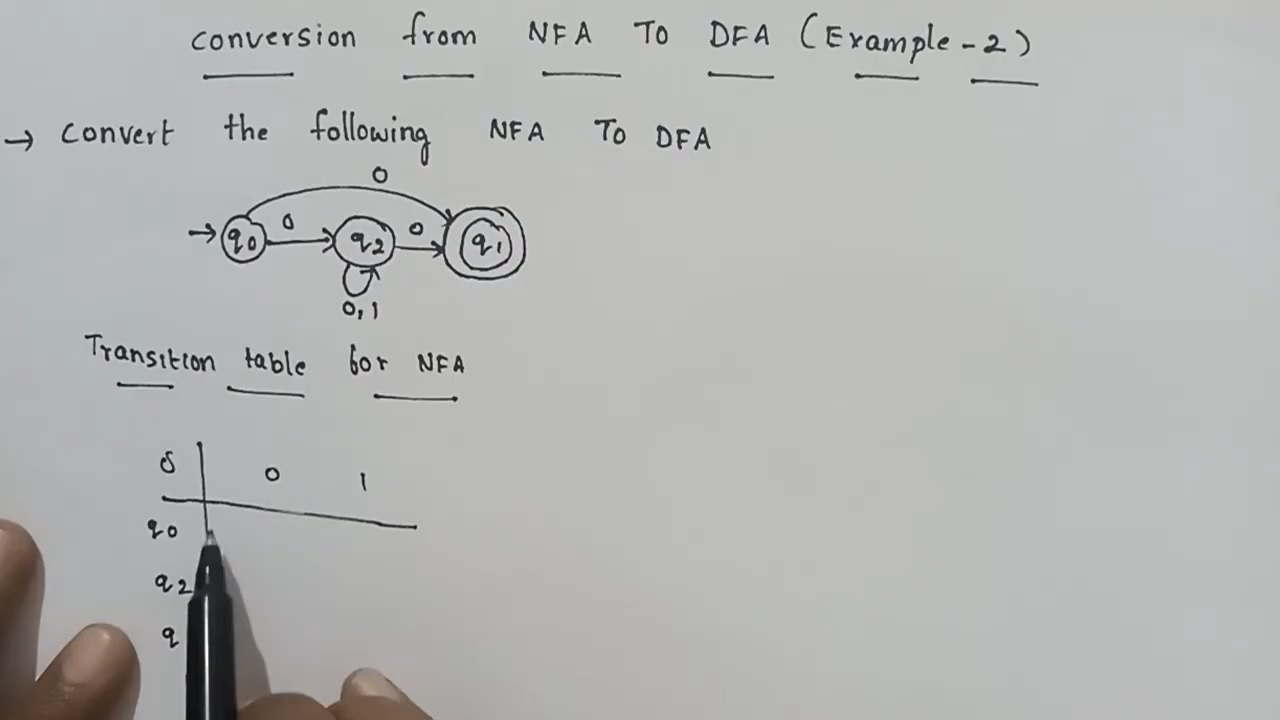 conversion from NFA TO DFA (Example-2)
→ Convert the following NFA TO DFA
0
→ q0 0 q2 0 q1
0,1
Transition table for NFA
δ 0 1
q0
q2
q